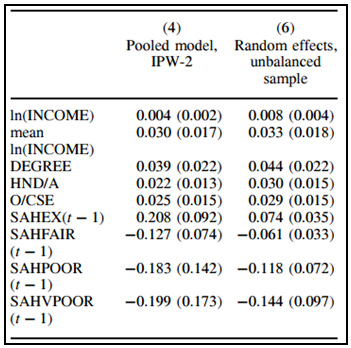 (4) (6)
Pooled model, Random effects,
IPW-2 unbalanced
sample
ln(INCOME) 0.004 (0.002) 0.008 (0.004)
mean 0.030 (0.017) 0.033 (0.018)
ln(INCOME)
DEGREE 0.039 (0.022) 0.044 (0.022)
HND/A 0.022 (0.013) 0.030 (0.015)
O/CSE 0.025 (0.015) 0.029 (0.015)
SAHEX(t − 1) 0.208 (0.092) 0.074 (0.035)
SAHFAIR −0.127 (0.074) −0.061 (0.033)
(t − 1)
SAHPOOR −0.183 (0.142) −0.118 (0.072)
(t − 1)
SAHVPOOR −0.199 (0.173) −0.144 (0.097)
(t − 1)